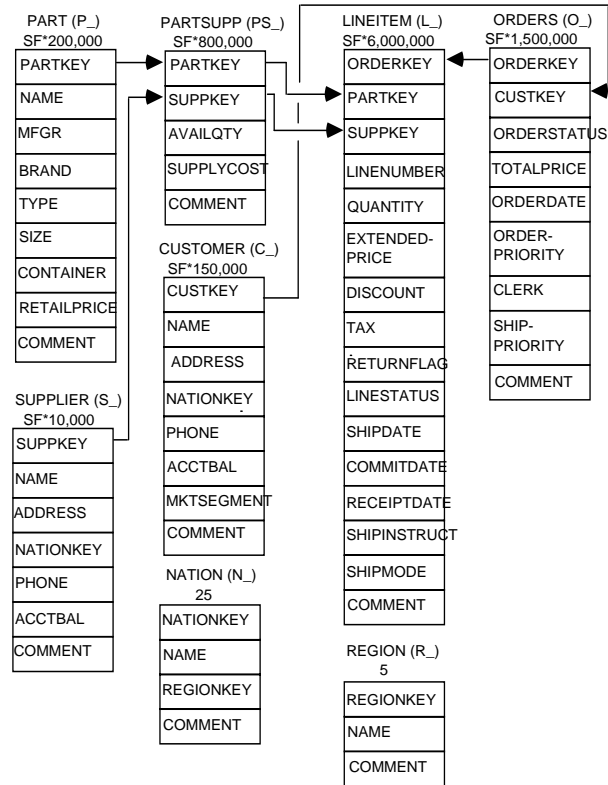 PART (P_)
SF*200,000
PARTKEY
NAME
MFGR
BRAND
TYPE
SIZE
CONTAINER
RETAILPRICE
COMMENT
SUPPLIER (S_)
SF*10,000
SUPPKEY
NAME
ADDRESS
NATIONKEY
PHONE
ACCTBAL
COMMENT
PARTSUPP (PS_)
SF*800,000
PARTKEY
SUPPKEY
AVAILQTY
SUPPLYCOST
COMMENT
CUSTOMER (C_)
SF*150,000
CUSTKEY
NAME
ADDRESS
NATIONKEY
PHONE
ACCTBAL
MKTSEGMENT
COMMENT
NATION (N_)
25
NATIONKEY
NAME
REGIONKEY
COMMENT
LINEITEM (L_)
SF*6,000,000
ORDERKEY
PARTKEY
SUPPKEY
LINENUMBER
QUANTITY
EXTENDED-
PRICE
DISCOUNT
TAX
RETURNFLAG
LINESTATUS
SHIPDATE
COMMITDATE
RECEIPTDATE
SHIPINSTRUCT
SHIPMODE
COMMENT
REGION (R_)
5
REGIONKEY
NAME
COMMENT
ORDERS (O_)
SF*1,500,000
ORDERKEY
CUSTKEY
ORDERSTATUS
TOTALPRICE
ORDERDATE
ORDER-
PRIORITY
CLERK
SHIP-
PRIORITY
COMMENT